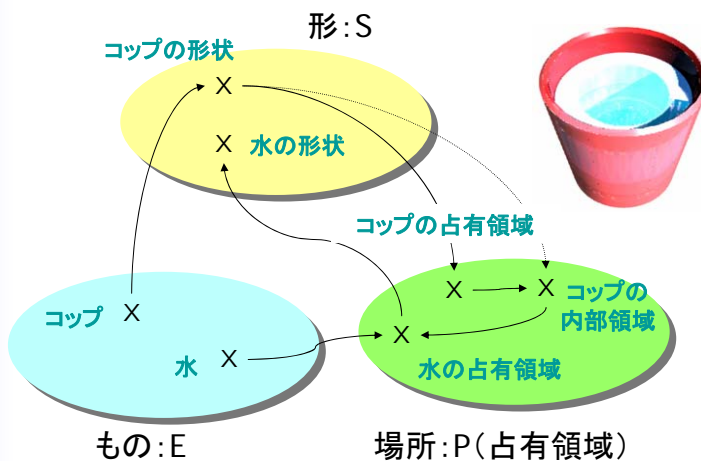 形:S
コップの形状
X
X
水の形状
コップの占有領域
コップ
X
水
X
X
X
コップの
内部領域
X
水の占有領域
もの:E
場所:P(占有領域)